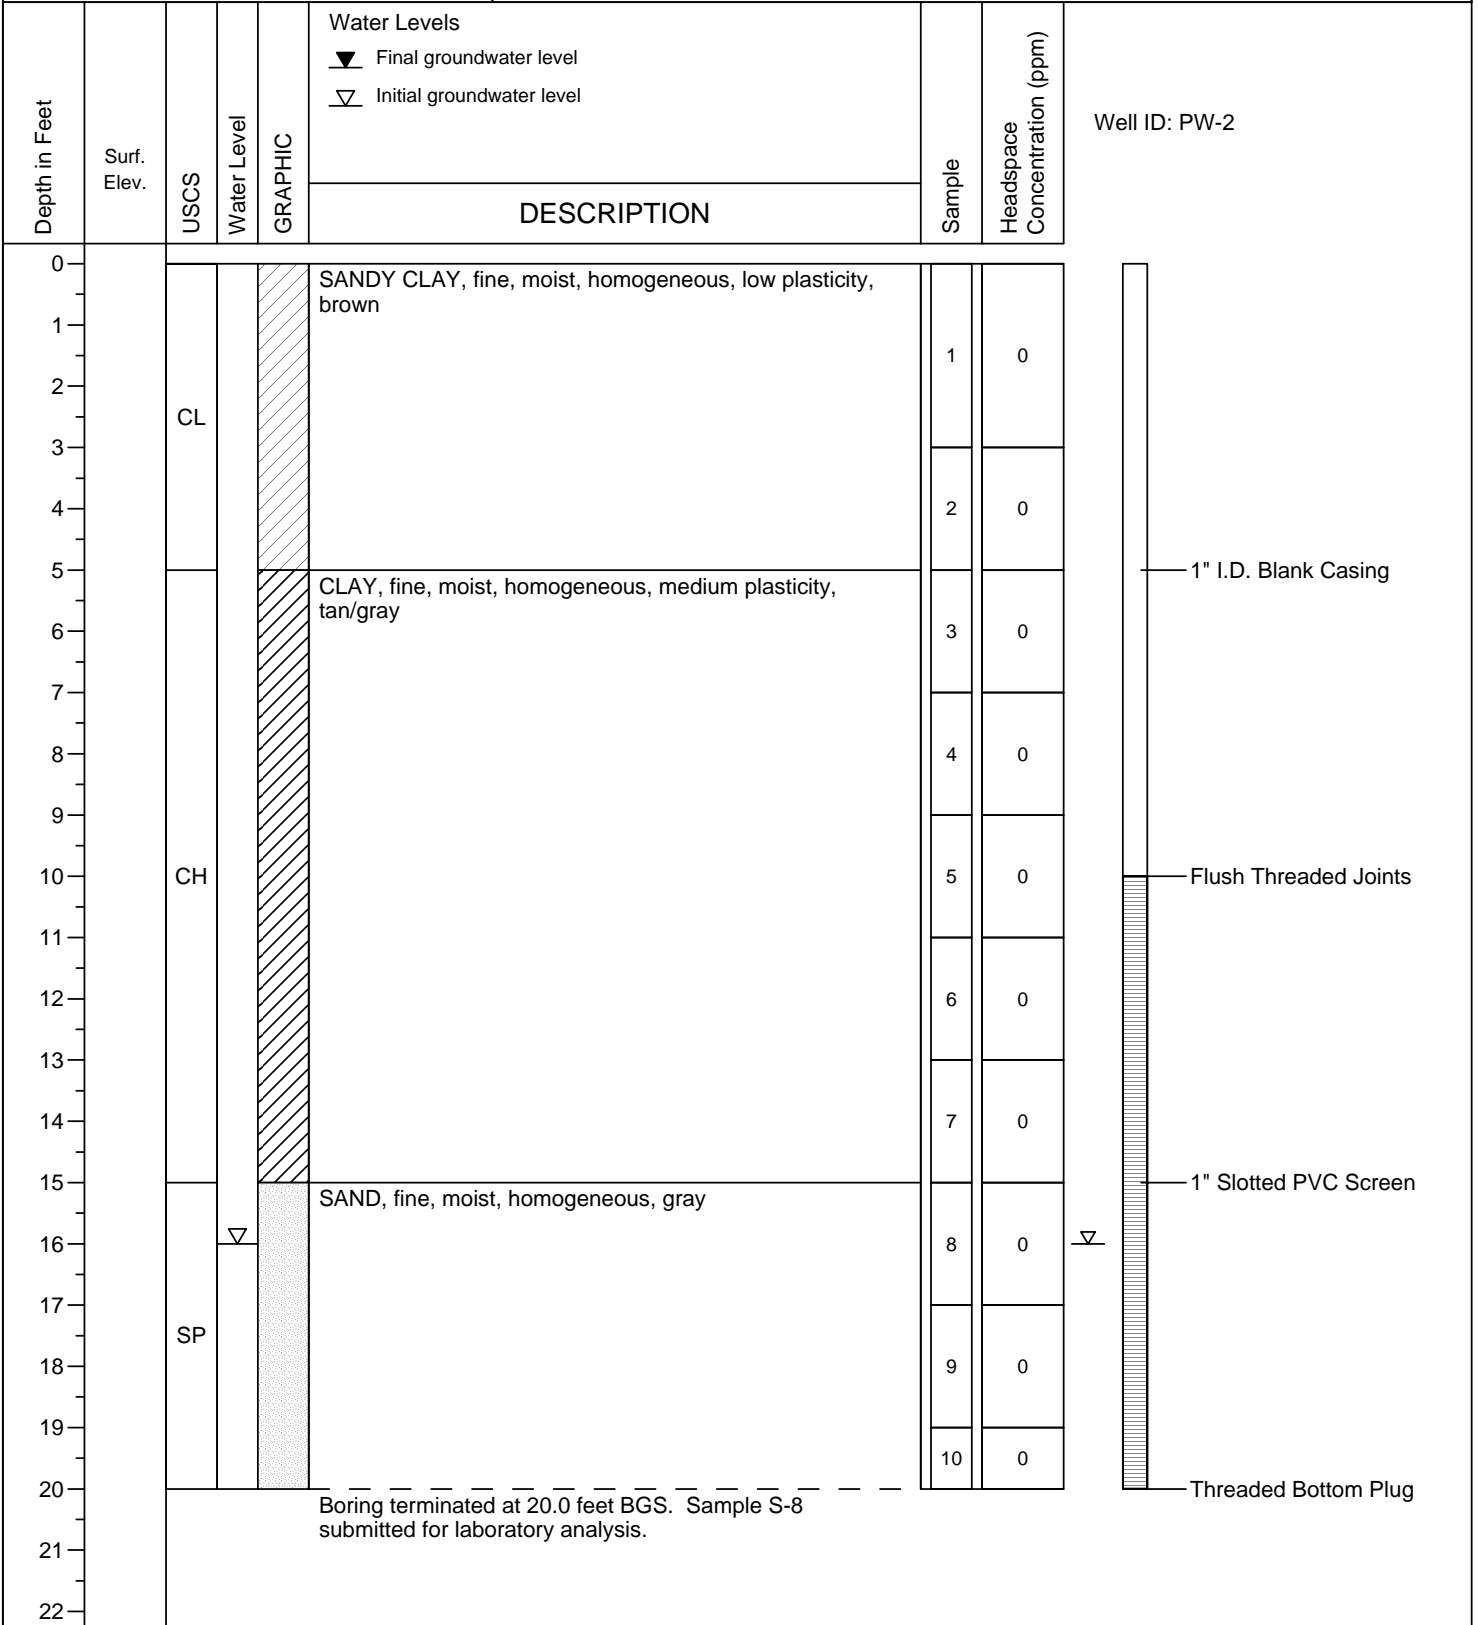 Water Levels
Final groundwater level
Initial groundwater level
Depth in Feet
Surf.
Elev.
USCS
Water Level
GRAPHIC
DESCRIPTION
Sample
Headspace
Concentration (ppm)
Well ID: PW-2
0
SANDY CLAY, fine, moist, homogeneous, low plasticity,
brown
1
1 0
2
CL
3
4
2 0
5
1" I.D. Blank Casing
CLAY, fine, moist, homogeneous, medium plasticity,
tan/gray
6
3 0
7
8
4 0
9
10
CH
5 0
Flush Threaded Joints
11
12
6 0
13
14
7 0
15
1" Slotted PVC Screen
SAND, fine, moist, homogeneous, gray
16
8 0
17
SP
18
9 0
19
10 0
20
Threaded Bottom Plug
Boring terminated at 20.0 feet BGS. Sample S-8
submitted for laboratory analysis.
21
22